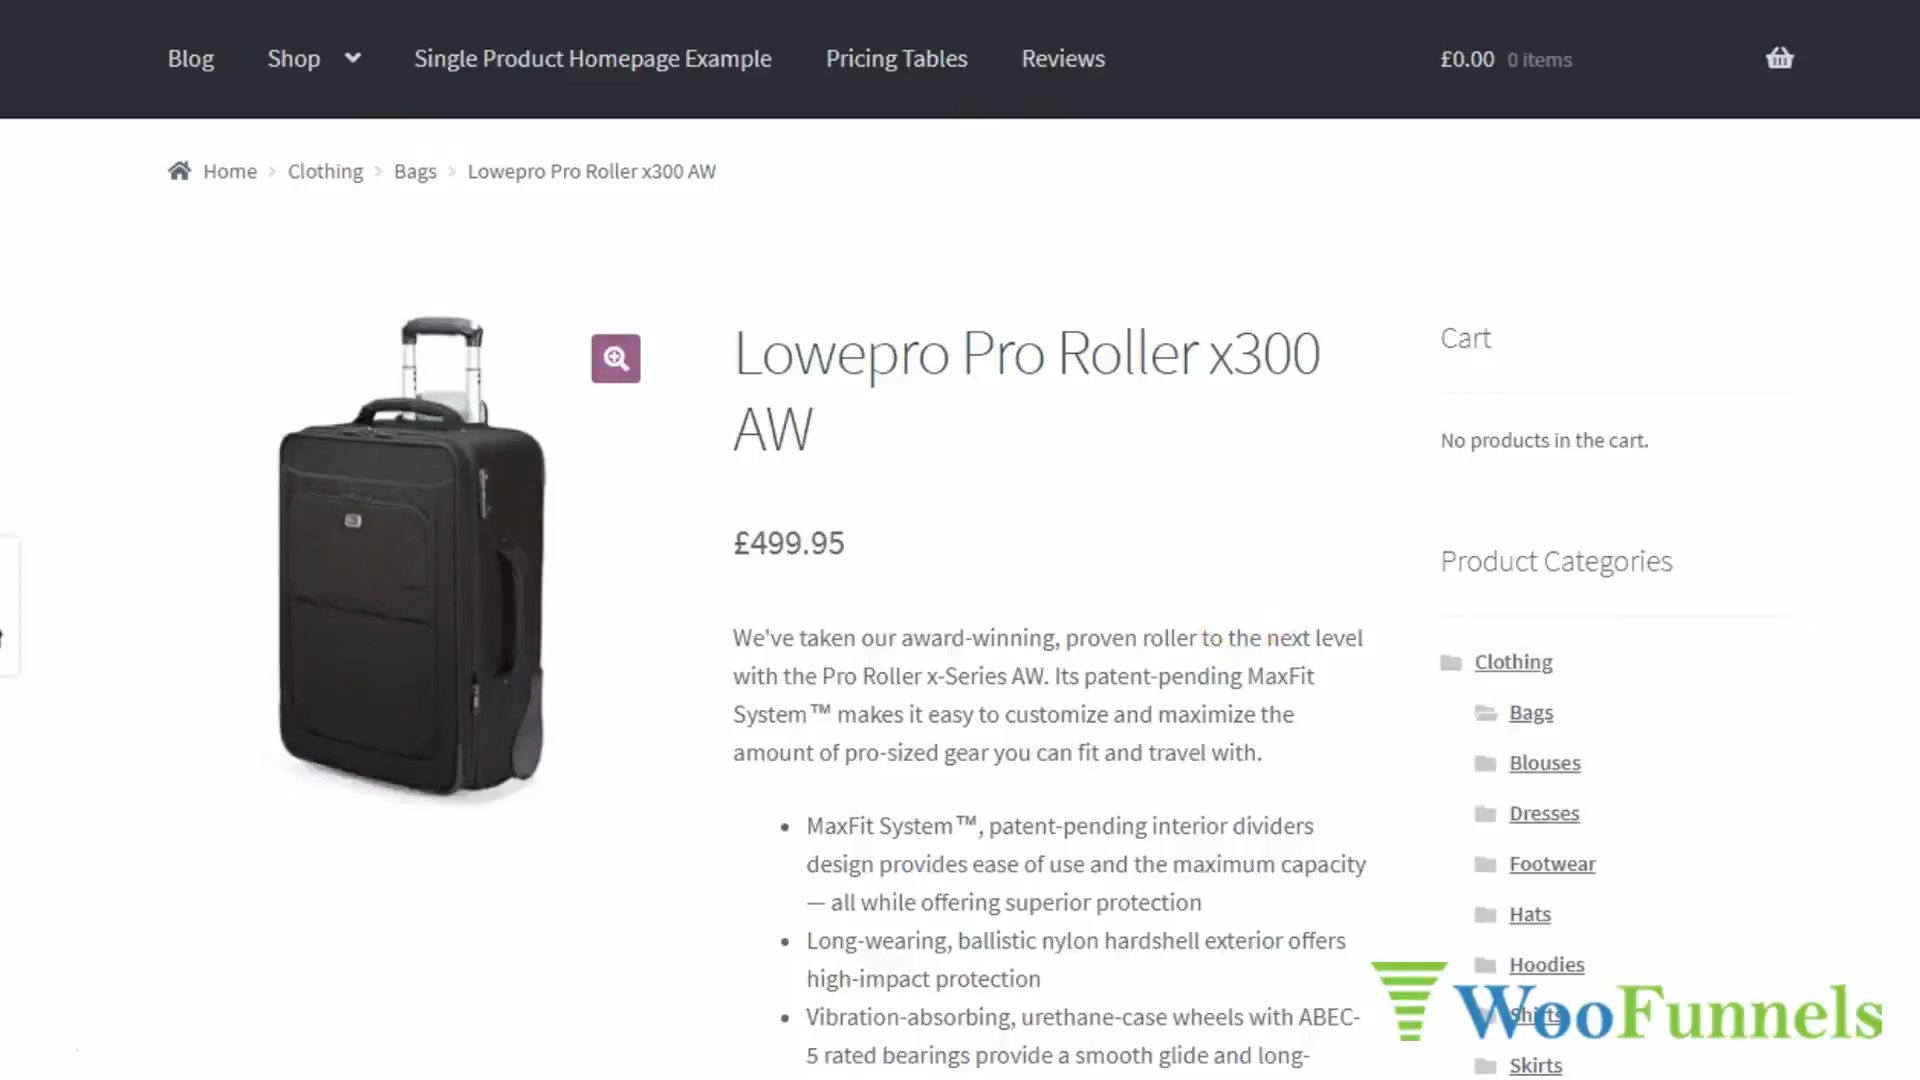 Blog Shop Single Product Homepage Example Pricing Tables Reviews £0.00 0 items
Home Clothing Bags Lowepro Pro Roller x300 AW
Lowepro Pro Roller x300
AW
£499.95
We've taken our award-winning, proven roller to the next level
with the Pro Roller x-Series AW. Its patent-pending MaxFit
System™ makes it easy to customize and maximize the
amount of pro-sized gear you can fit and travel with.
• MaxFit System™, patent-pending interior dividers
design provides ease of use and the maximum capacity
— all while offering superior protection
• Long-wearing, ballistic nylon hardshell exterior offers
high-impact protection
• Vibration-absorbing, urethane-case wheels with ABEC-
5 rated bearings provide a smooth glide and long-
Cart
No products in the cart.
Product Categories
Clothing
Bags
Blouses
Dresses
Footwear
Hats
Hoodies
Shirts
Skirts
WooFunnels